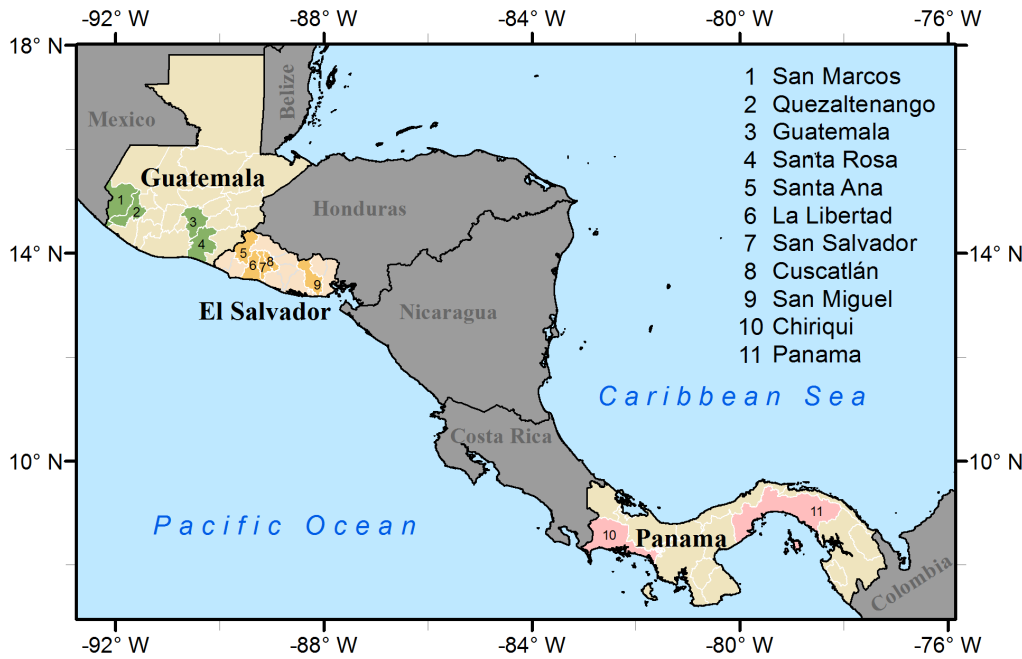 -92° W -88° W -84° W -80° W -76° W
18° N
14° N
10° N
14° N
10° N
-92° W -88° W -84° W -80° W -76° W
Mexico
Belize
Guatemala
Honduras
El Salvador
Nicaragua
Costa Rica
Panama
Colombia
Caribbean Sea
Pacific Ocean
1
2
3
4
5
6
7
8
9
10
11
1 San Marcos
2 Quezaltenango
3 Guatemala
4 Santa Rosa
5 Santa Ana
6 La Libertad
7 San Salvador
8 Cuscatlán
9 San Miguel
10 Chiriqui
11 Panama